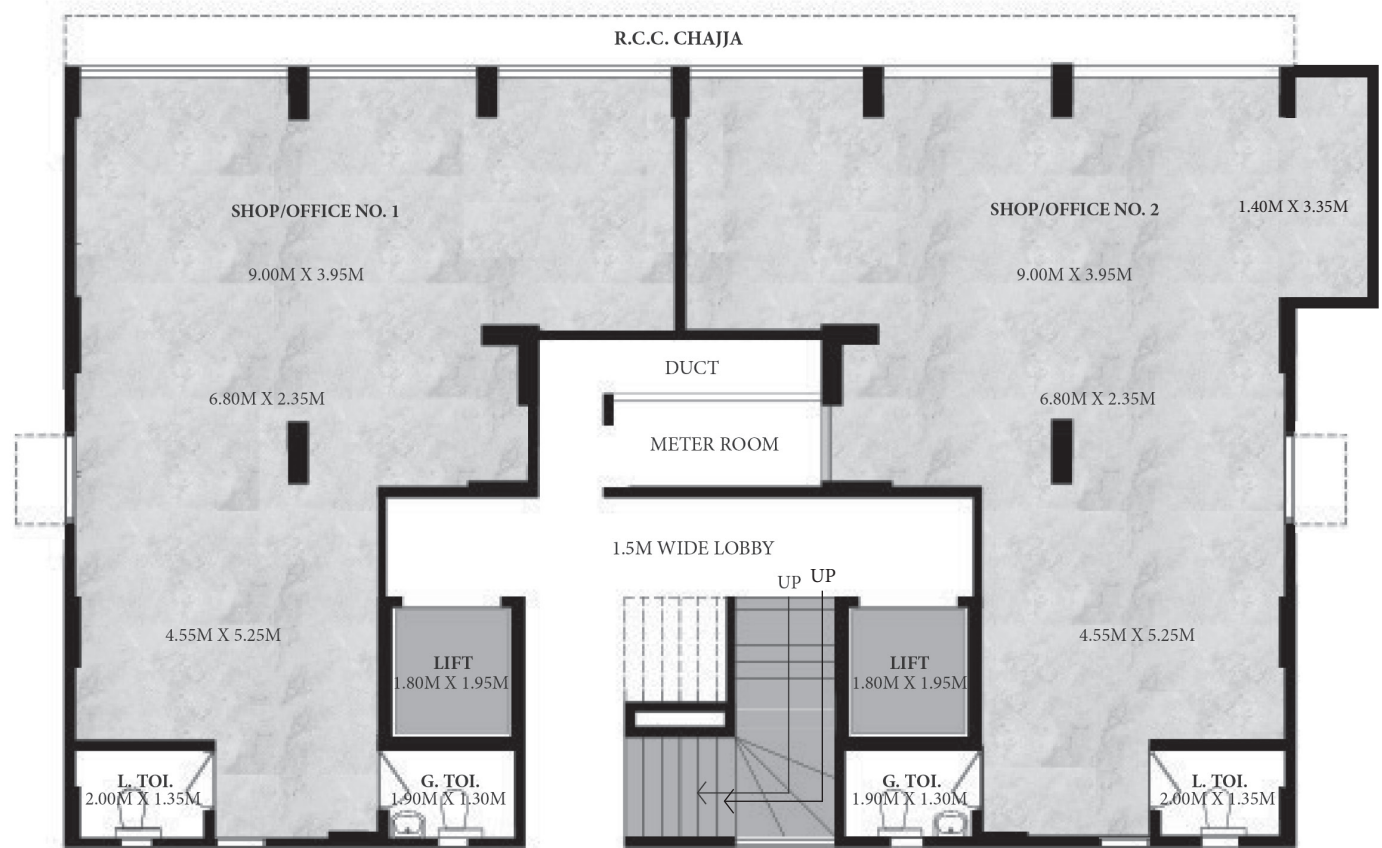 R.C.C. CHAJJA
SHOP/OFFICE NO. 1
SHOP/OFFICE NO. 2
1.40M X 3.35M
9.00M X 3.95M
9.00M X 3.95M
DUCT
6.80M X 2.35M
6.80M X 2.35M
METER ROOM
1.5M WIDE LOBBY
UP
UP
4.55M X 5.25M
4.55M X 5.25M
LIFT
1.80M X 1.95M
LIFT
1.80M X 1.95M
L. TOI.
2.00M X 1.35M
G. TOI.
1.90M X 1.30M
G. TOI.
1.90M X 1.30M
L. TOI.
2.00M X 1.35M